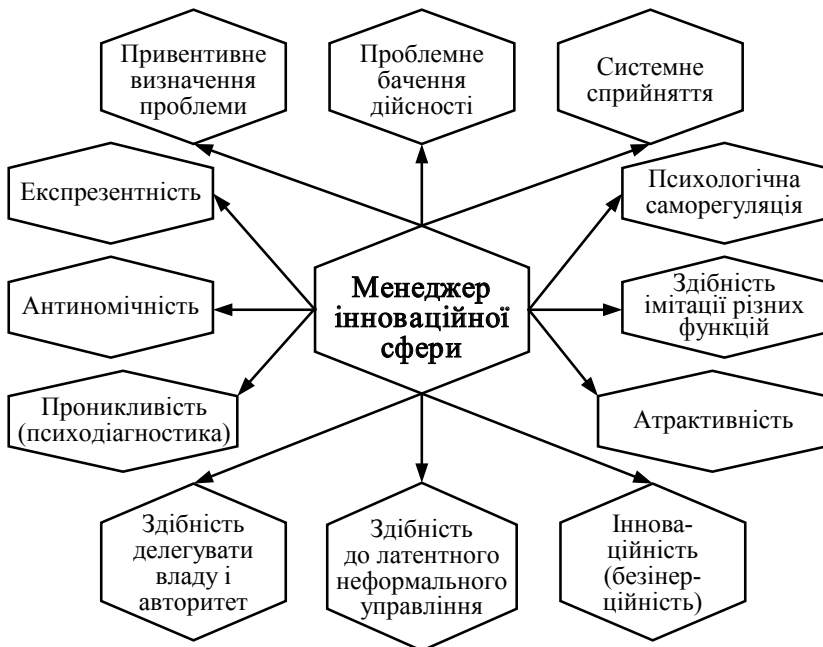 Привентивне
визначення
проблеми
Проблемне
бачення
дійсності
Системне
сприйняття
Експрезентність
Психологічна
саморегуляція
Антиномічність
Менеджер
інноваційної
сфери
Здібність
імітації різних
функцій
Проникливість
(психодіагностика)
Атрактивність
Здібність
делегувати
владу і
авторитет
Здібність
до латентного
неформального
управління
Іннова-
ційність
(безінер-
ційність)